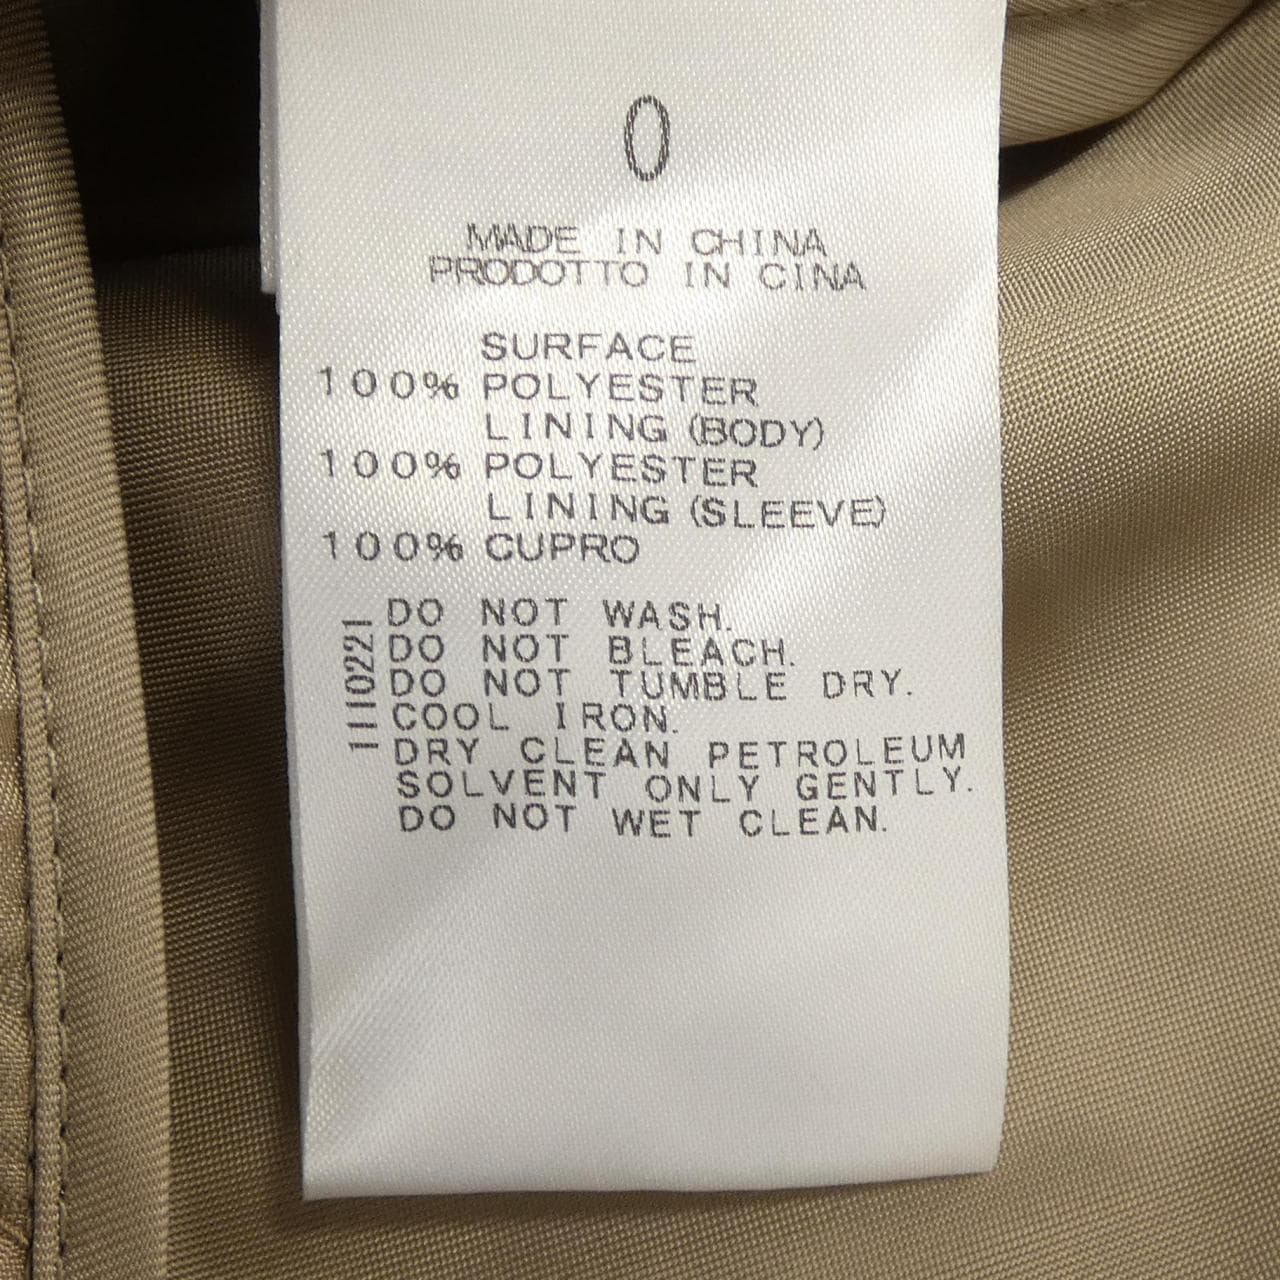 0
MADE IN CHINA
PRODOTTO IN CINA
SURFACE
100% POLYESTER
LINING (BODY)
100% POLYESTER
LINING (SLEEVE)
100% CUPRO
DO NOT WASH.
DO NOT BLEACH.
DO NOT TUMBLE DRY.
COOL IRON.
DRY CLEAN PETROLEUM
SOLVENT ONLY GENTLY.
DO NOT WET CLEAN.
1110221